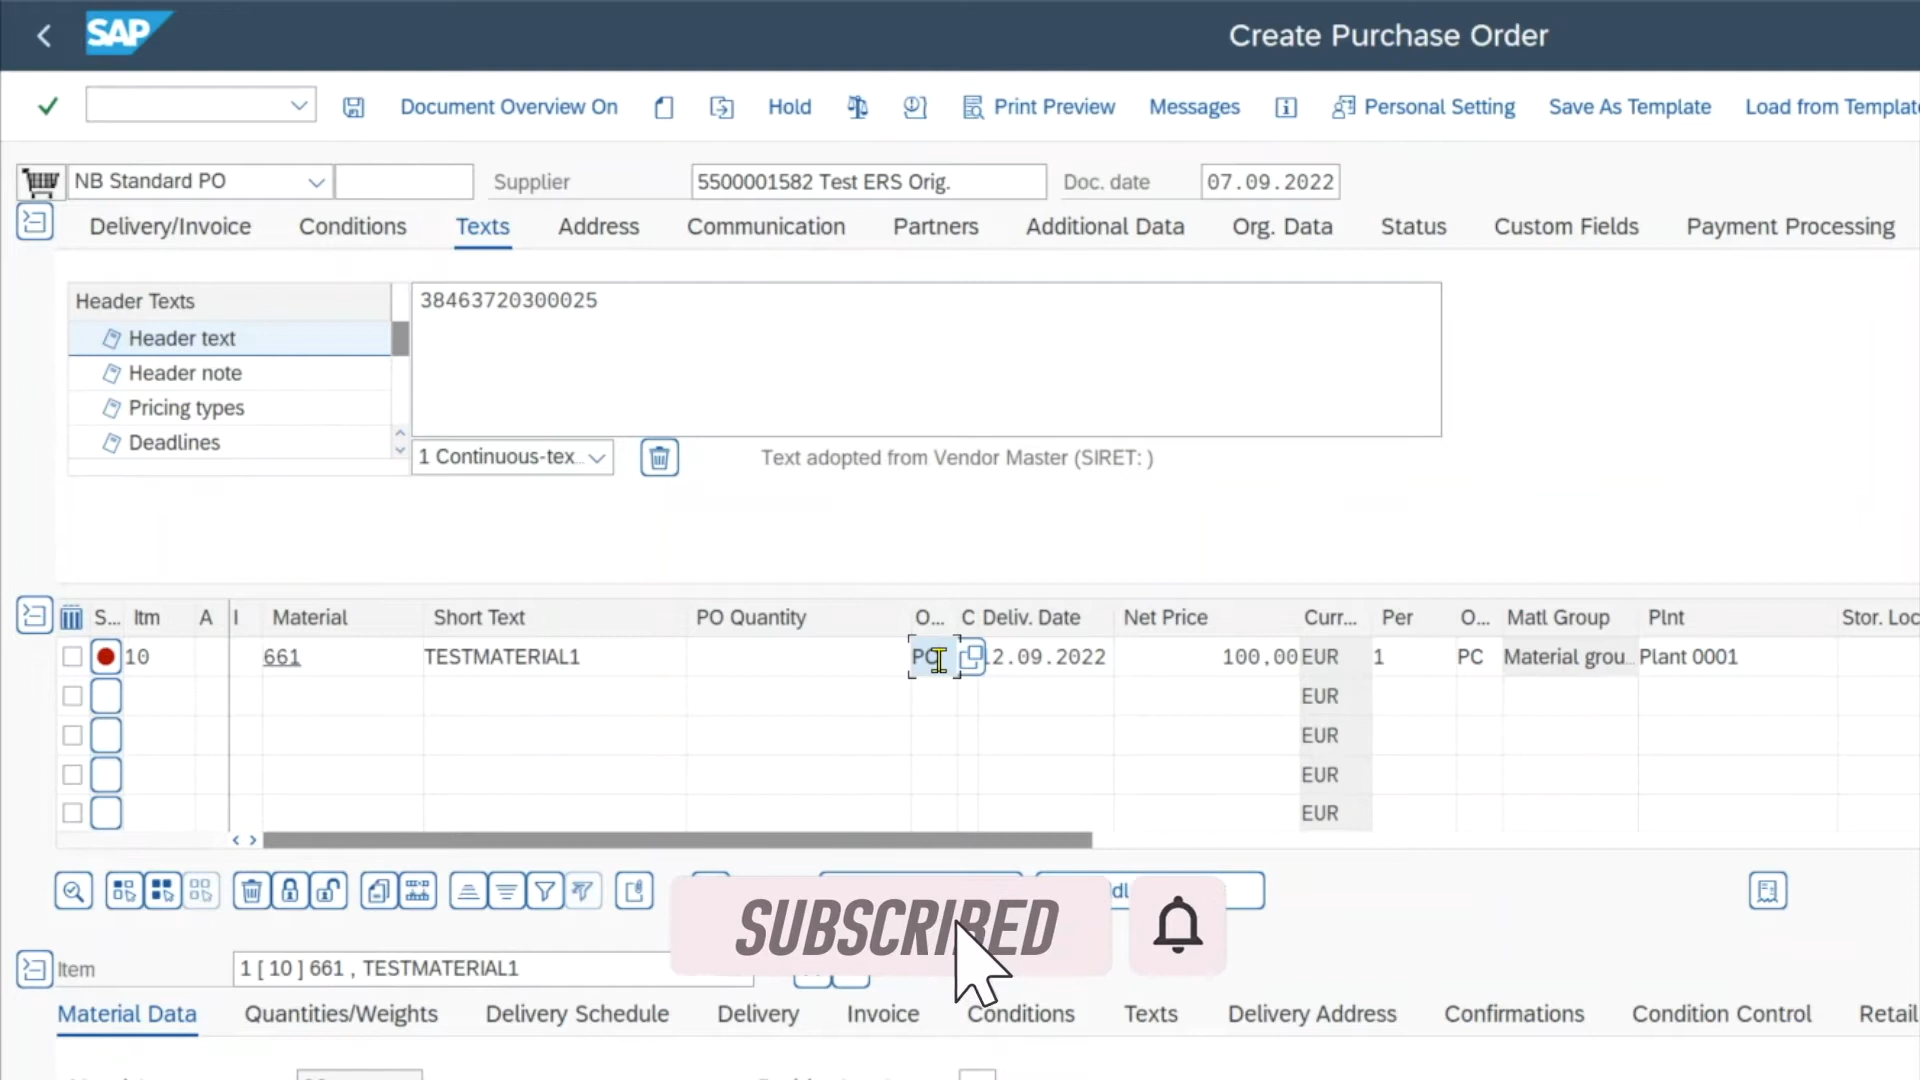 SAP
Create Purchase Order
Document Overview On Hold Print Preview Messages Personal Setting Save As Template Load from Template
NB Standard PO Supplier 5500001582 Test ERS Orig. Doc. date 07.09.2022
Delivery/Invoice Conditions Texts Address Communication Partners Additional Data Org. Data Status Custom Fields Payment Processing
Header Texts
Header text
Header note
Pricing types
Deadlines
38463720300025
1 Continuous-tex... Text adopted from Vendor Master (SIRET: )
S... Itm A I Material Short Text PO Quantity O... C Deliv. Date Net Price Curr... Per O... Matl Group Plnt Stor. Loc
10 661 TESTMATERIAL1 PC 12.09.2022 100,00 EUR 1 PC Material grou... Plant 0001
EUR
EUR
EUR
EUR
SUBSCRIBED
Item 1 [ 10 ] 661 , TESTMATERIAL1
Material Data Quantities/Weights Delivery Schedule Delivery Invoice Conditions Texts Delivery Address Confirmations Condition Control Retail